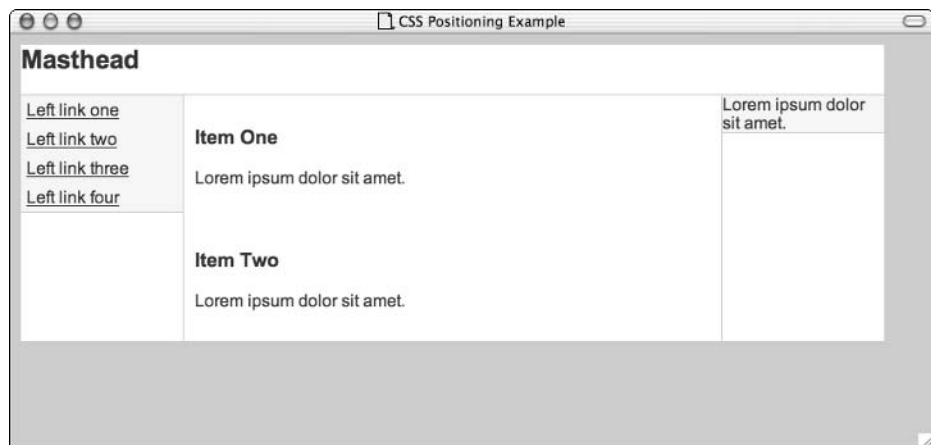 CSS Positioning Example
Masthead
Left link one
Left link two
Left link three
Left link four
Item One
Lorem ipsum dolor sit amet.
Item Two
Lorem ipsum dolor sit amet.
Lorem ipsum dolor
sit amet.